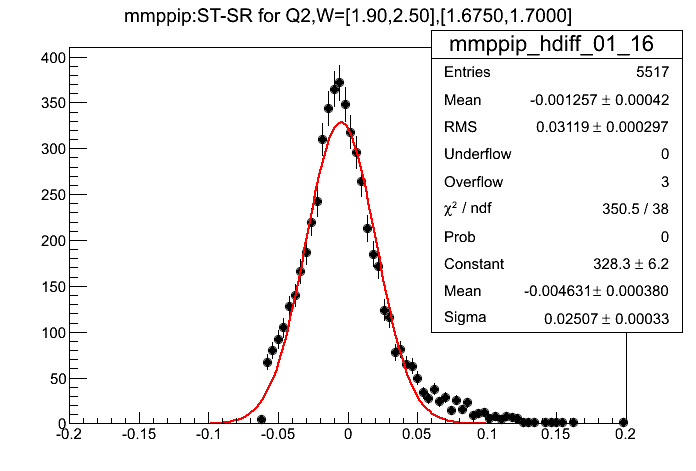 mmppip:ST-SR for Q2,W=[1.90,2.50],[1.6750,1.7000]
mmppip_hdiff_01_16
Entries 5517
Mean -0.001257 ± 0.00042
RMS 0.03119 ± 0.000297
Underflow 0
Overflow 3
χ² / ndf 350.5 / 38
Prob 0
Constant 328.3 ± 6.2
Mean -0.004631 ± 0.000380
Sigma 0.02507 ± 0.00033
400
350
300
250
200
150
100
50
0
-0.2 -0.15 -0.1 -0.05 0 0.05 0.1 0.15 0.2